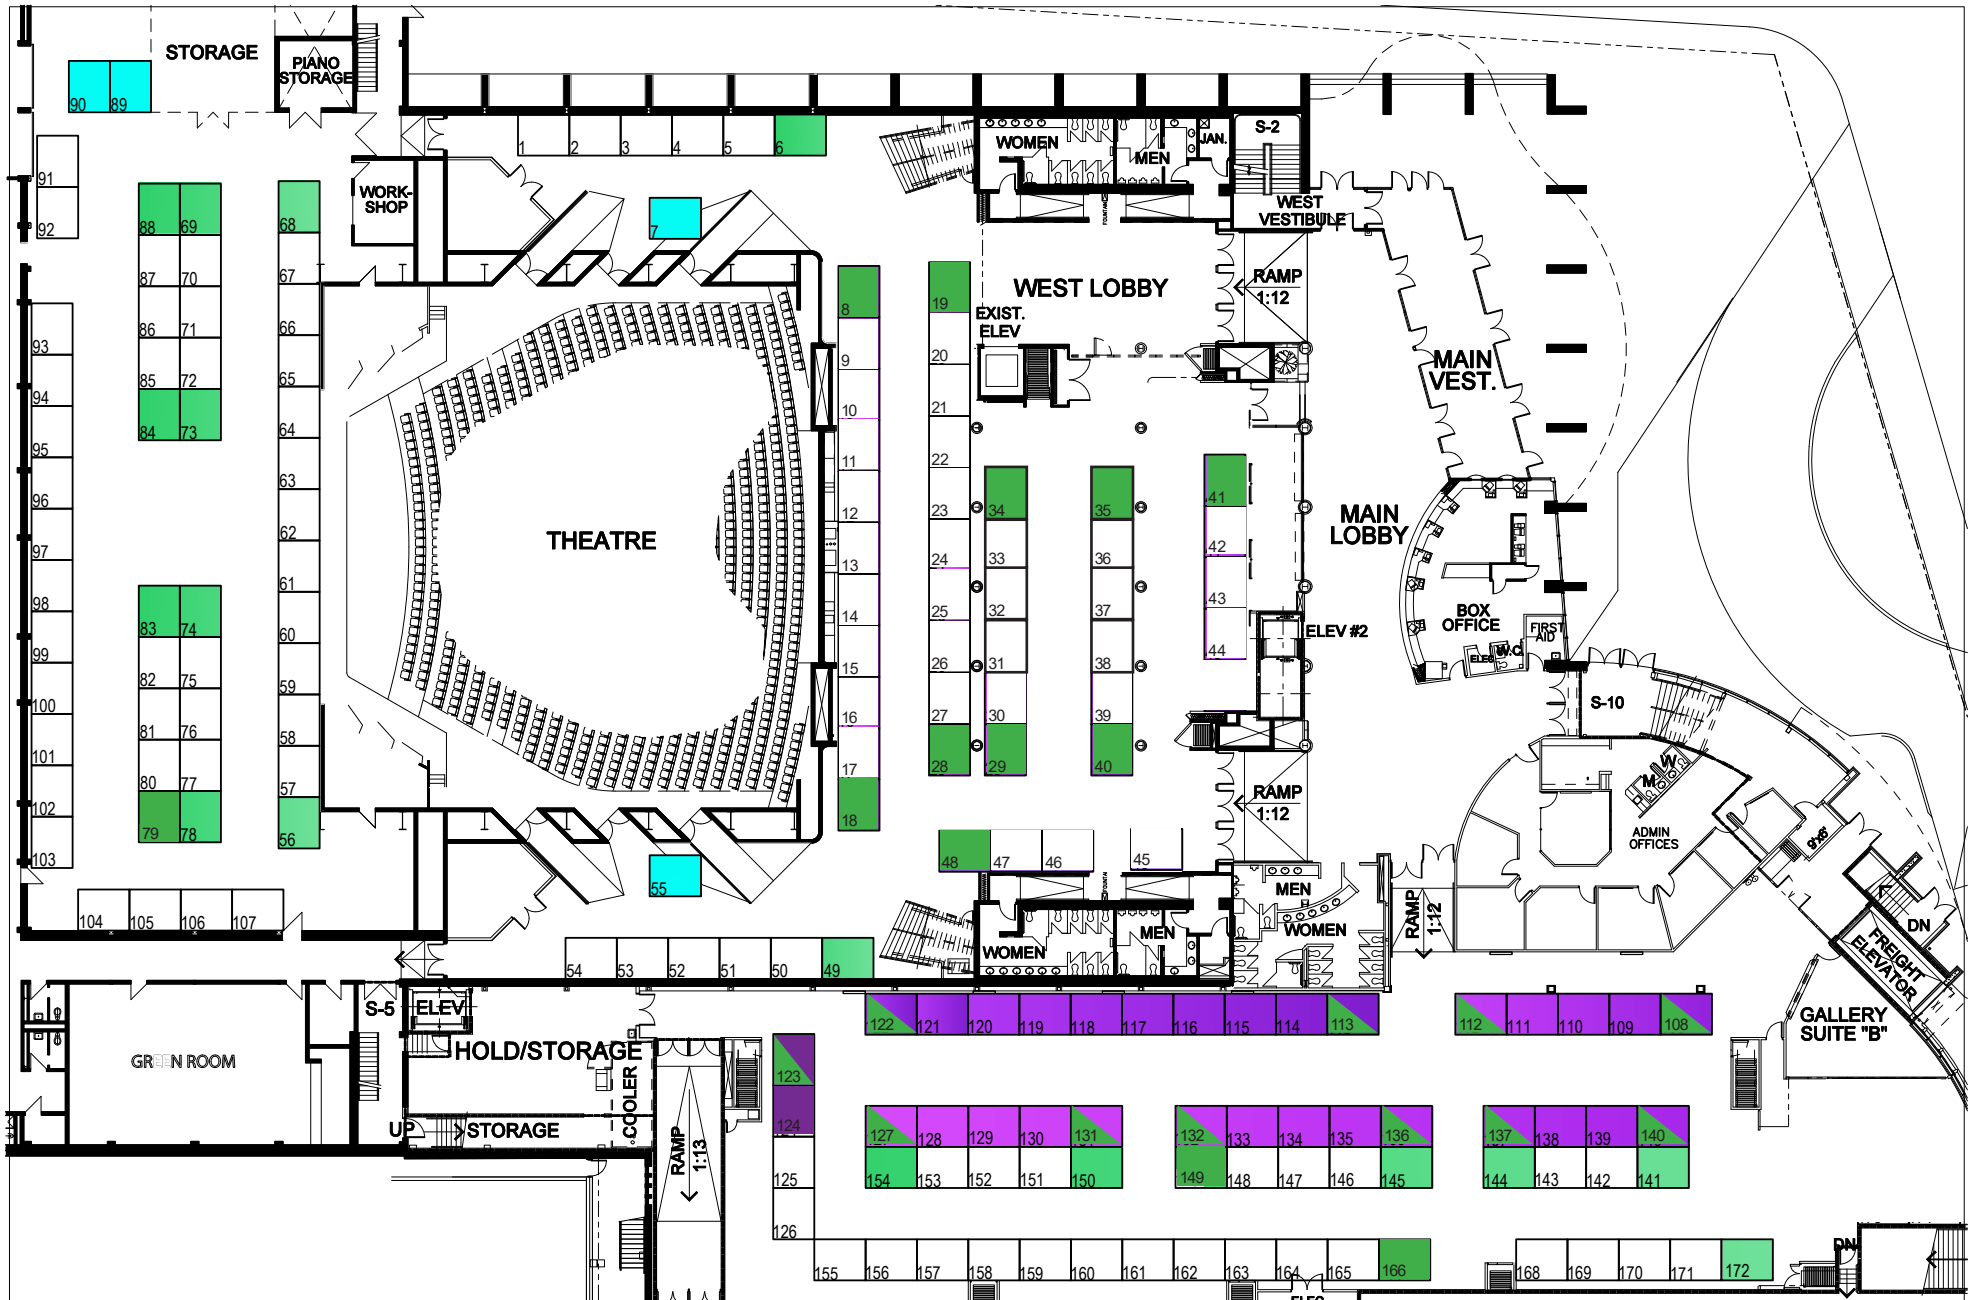 STORAGE
PIANO
STORAGE
90 89
S-2
WOMEN
MEN
JAN.
1 2 3 4 5 6
91
92
WORK-
SHOP
88 69
68
7
WEST
VESTIBULE
87 70
67
RAMP
1:12
WEST LOBBY
8
19
EXIST.
ELEV
86 71
66
93
9
20
MAIN
VEST.
85 72
65
94
10
21
84 73
64
95
11
22
63
96
12
23
34
35
41
MAIN
LOBBY
THEATRE
62
97
13
24
33
36
42
61
98
14
25
32
37
43
BOX
OFFICE
FIRST
AID
ELEV #2
83 74
60
99
15
26
31
38
44
ELEC
W.C.
82 75
59
100
16
27
30
39
S-10
81 76
58
101
17
28
29
40
W
M
80 77
57
102
RAMP
1:12
79 78
56
103
18
48 47 46 45
ADMIN
OFFICES
9'x6'
55
MEN
104 105 106 107
WOMEN
MEN
WOMEN
RAMP
1:12
DN
FREIGHT
ELEVATOR
54 53 52 51 50 49
S-5
ELEV
122 121 120 119 118 117 116 115 114 113
112 111 110 109 108
GALLERY
SUITE "B"
GREEN ROOM
HOLD/STORAGE
COOLER
123
124
UP
STORAGE
RAMP
1:13
127 128 129 130 131
132 133 134 135 136
137 138 139 140
125
154 153 152 151 150
149 148 147 146 145
144 143 142 141
126
155 156 157 158 159 160 161 162 163 164 165 166
168 169 170 171 172
DN
ELEC